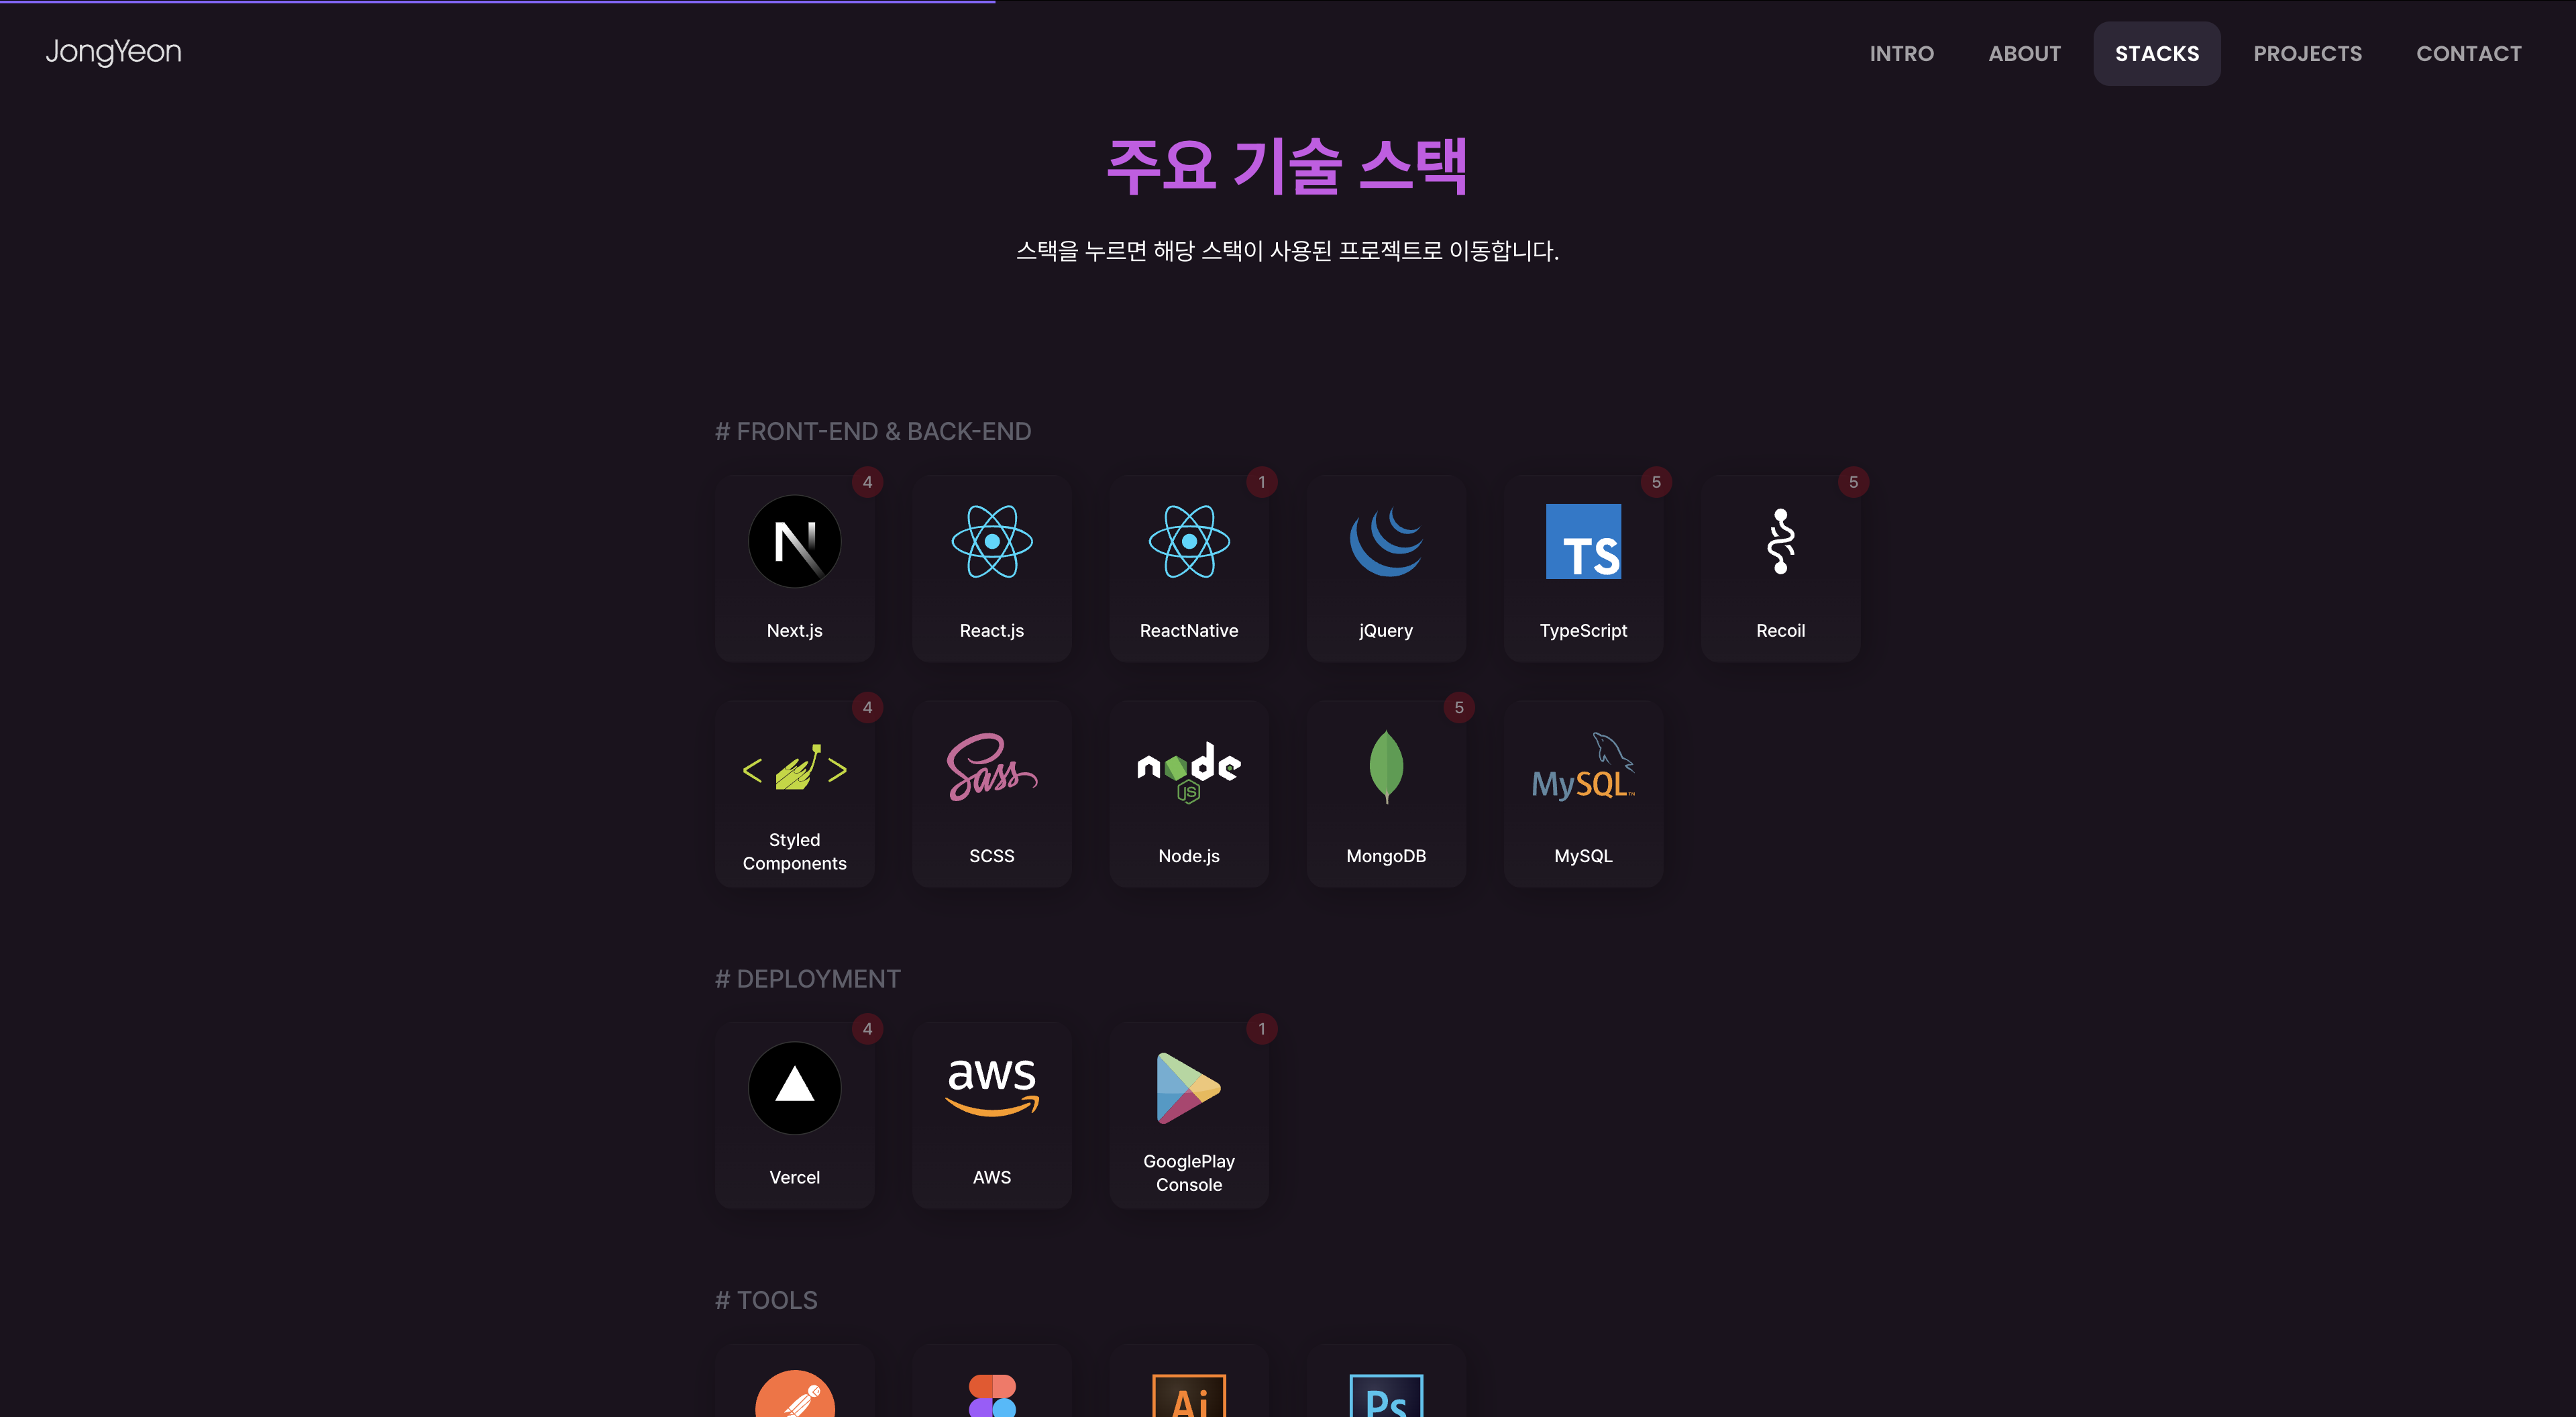 JongYeon
INTRO ABOUT STACKS PROJECTS CONTACT
주요 기술 스택
스택을 누르면 해당 스택이 사용된 프로젝트로 이동합니다.
# FRONT-END & BACK-END
4 1 5 5
N TS
Next.js React.js ReactNative jQuery TypeScript Recoil
4 5
< > Sass node JS MySQL™
Styled
Components SCSS Node.js MongoDB MySQL
# DEPLOYMENT
4 1
aws
Vercel AWS GooglePlay
Console
# TOOLS
Ai Ps